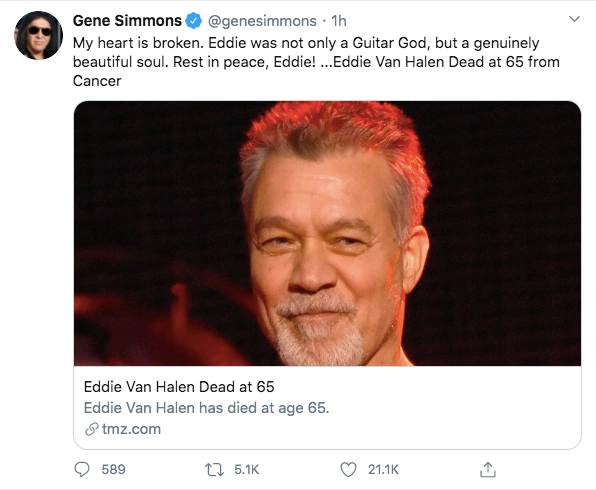 Gene Simmons @genesimmons · 1h
My heart is broken. Eddie was not only a Guitar God, but a genuinely
beautiful soul. Rest in peace, Eddie! ...Eddie Van Halen Dead at 65 from
Cancer
Eddie Van Halen Dead at 65
Eddie Van Halen has died at age 65.
tmz.com
589 5.1K 21.1K